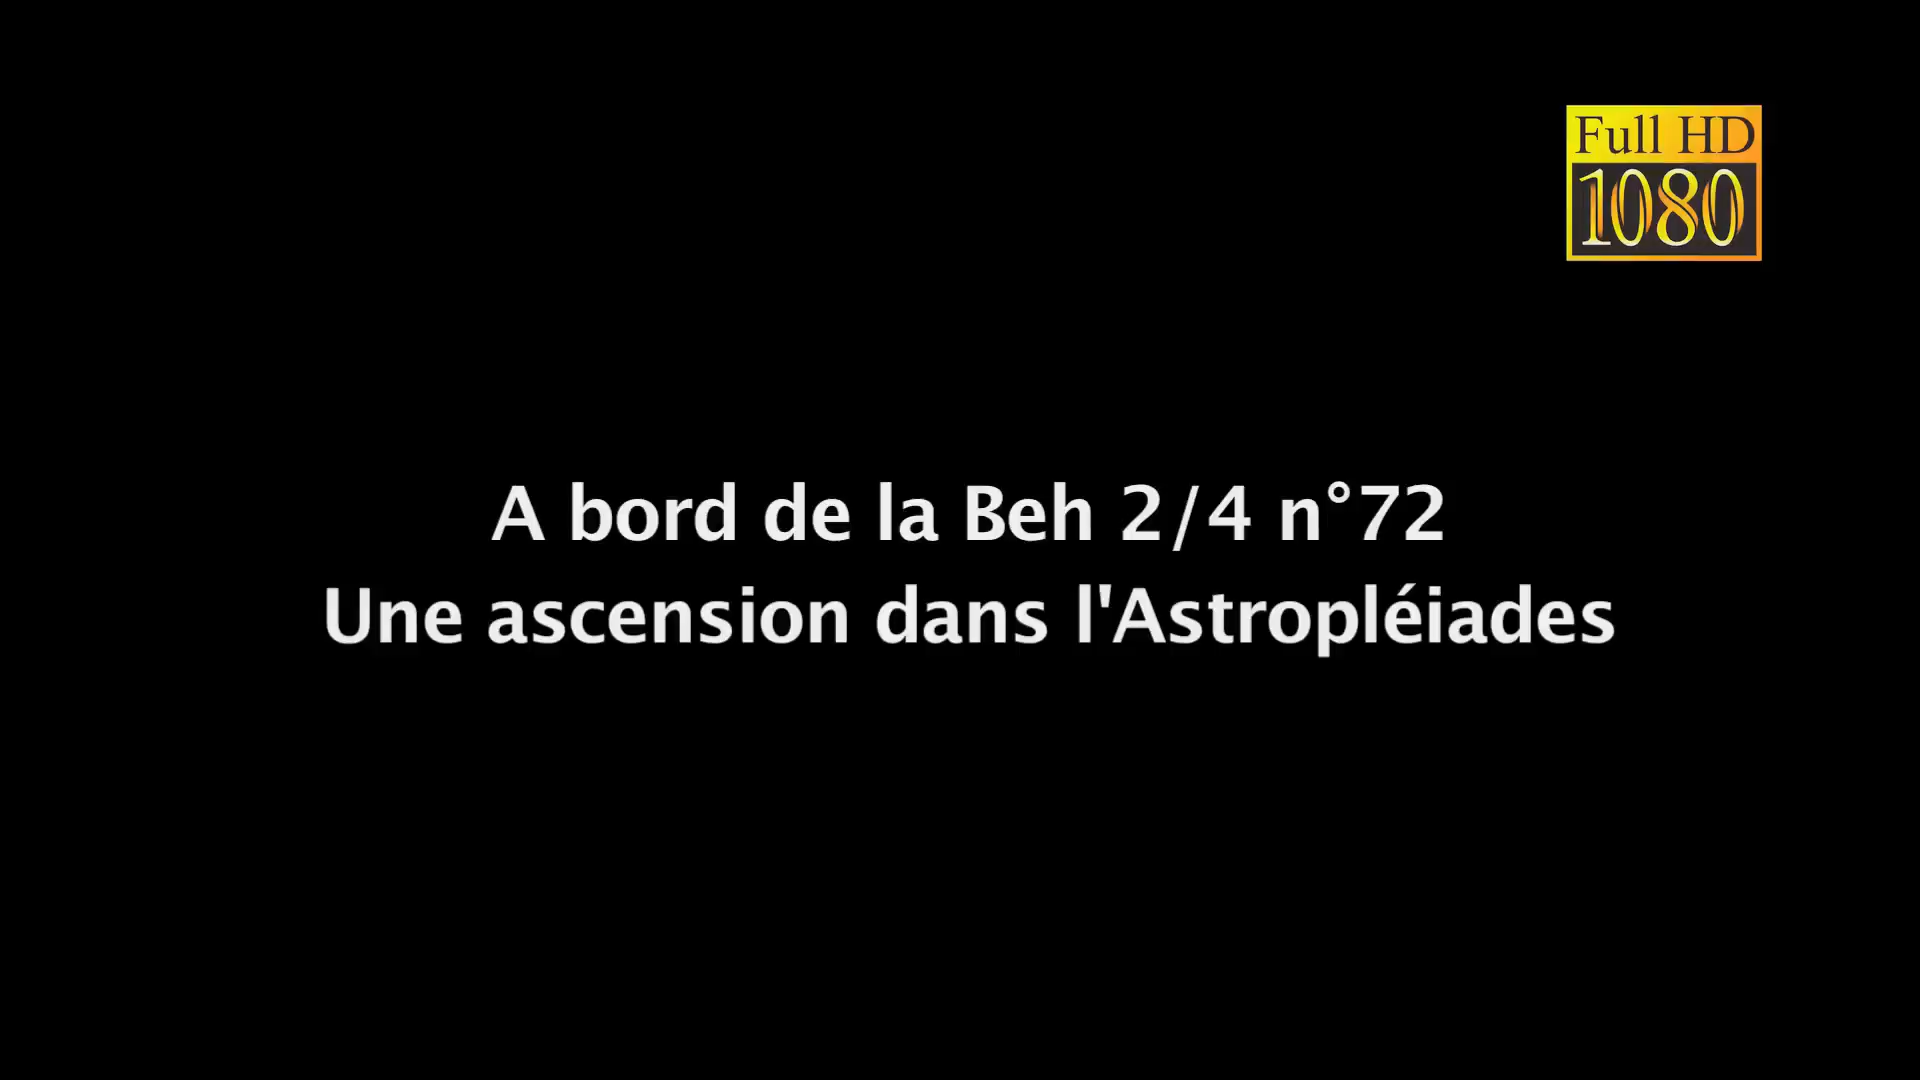 Full HD
1080
A bord de la Beh 2/4 n°72
Une ascension dans l'Astropléiades